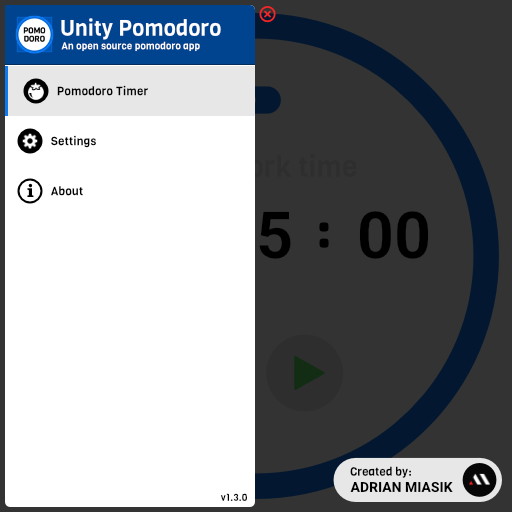 POMO
DORO
Unity Pomodoro
An open source pomodoro app
Pomodoro Timer
Settings
About
time
5 : 00
v1.3.0
Created by:
ADRIAN MIASIK